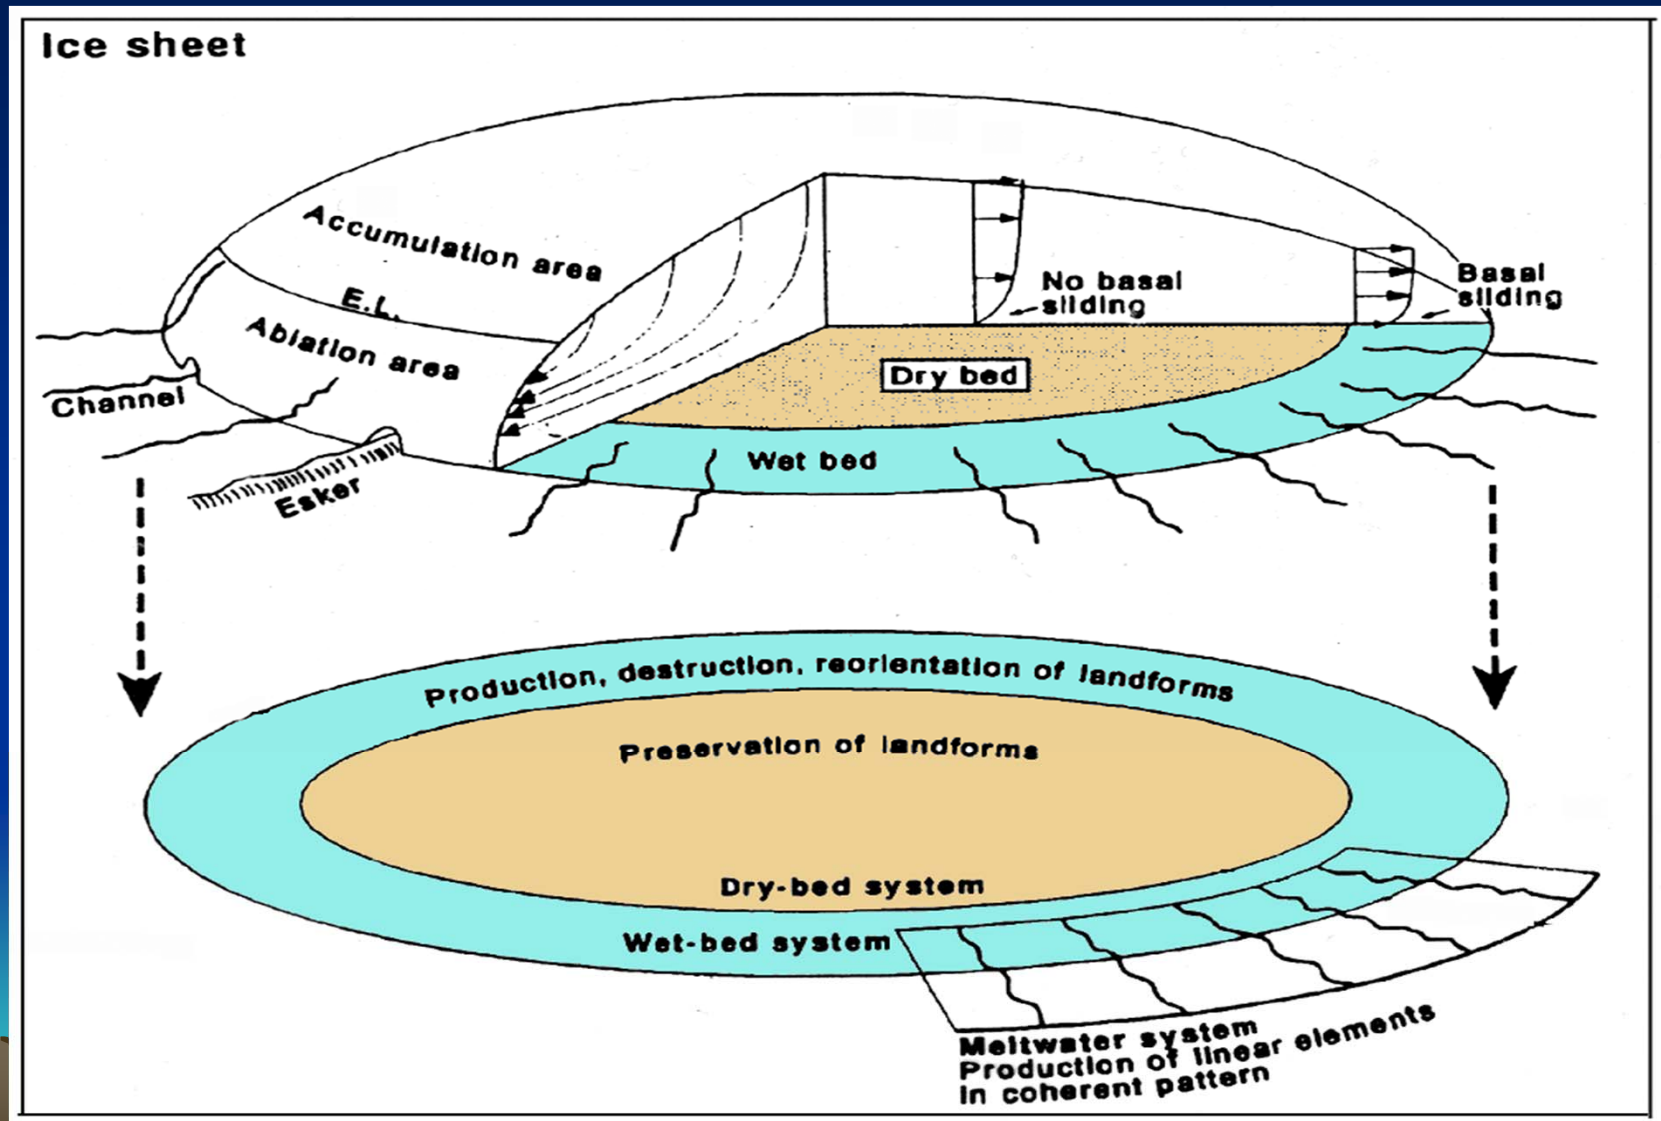 Ice sheet
Accumulation area
E.L.
Ablation area
No basal
sliding
Basal
sliding
Dry bed
Channel
Wet bed
Esker
Production, destruction, reorientation of landforms
Preservation of landforms
Dry-bed system
Wet-bed system
Meltwater system
Production of linear elements
in coherent pattern